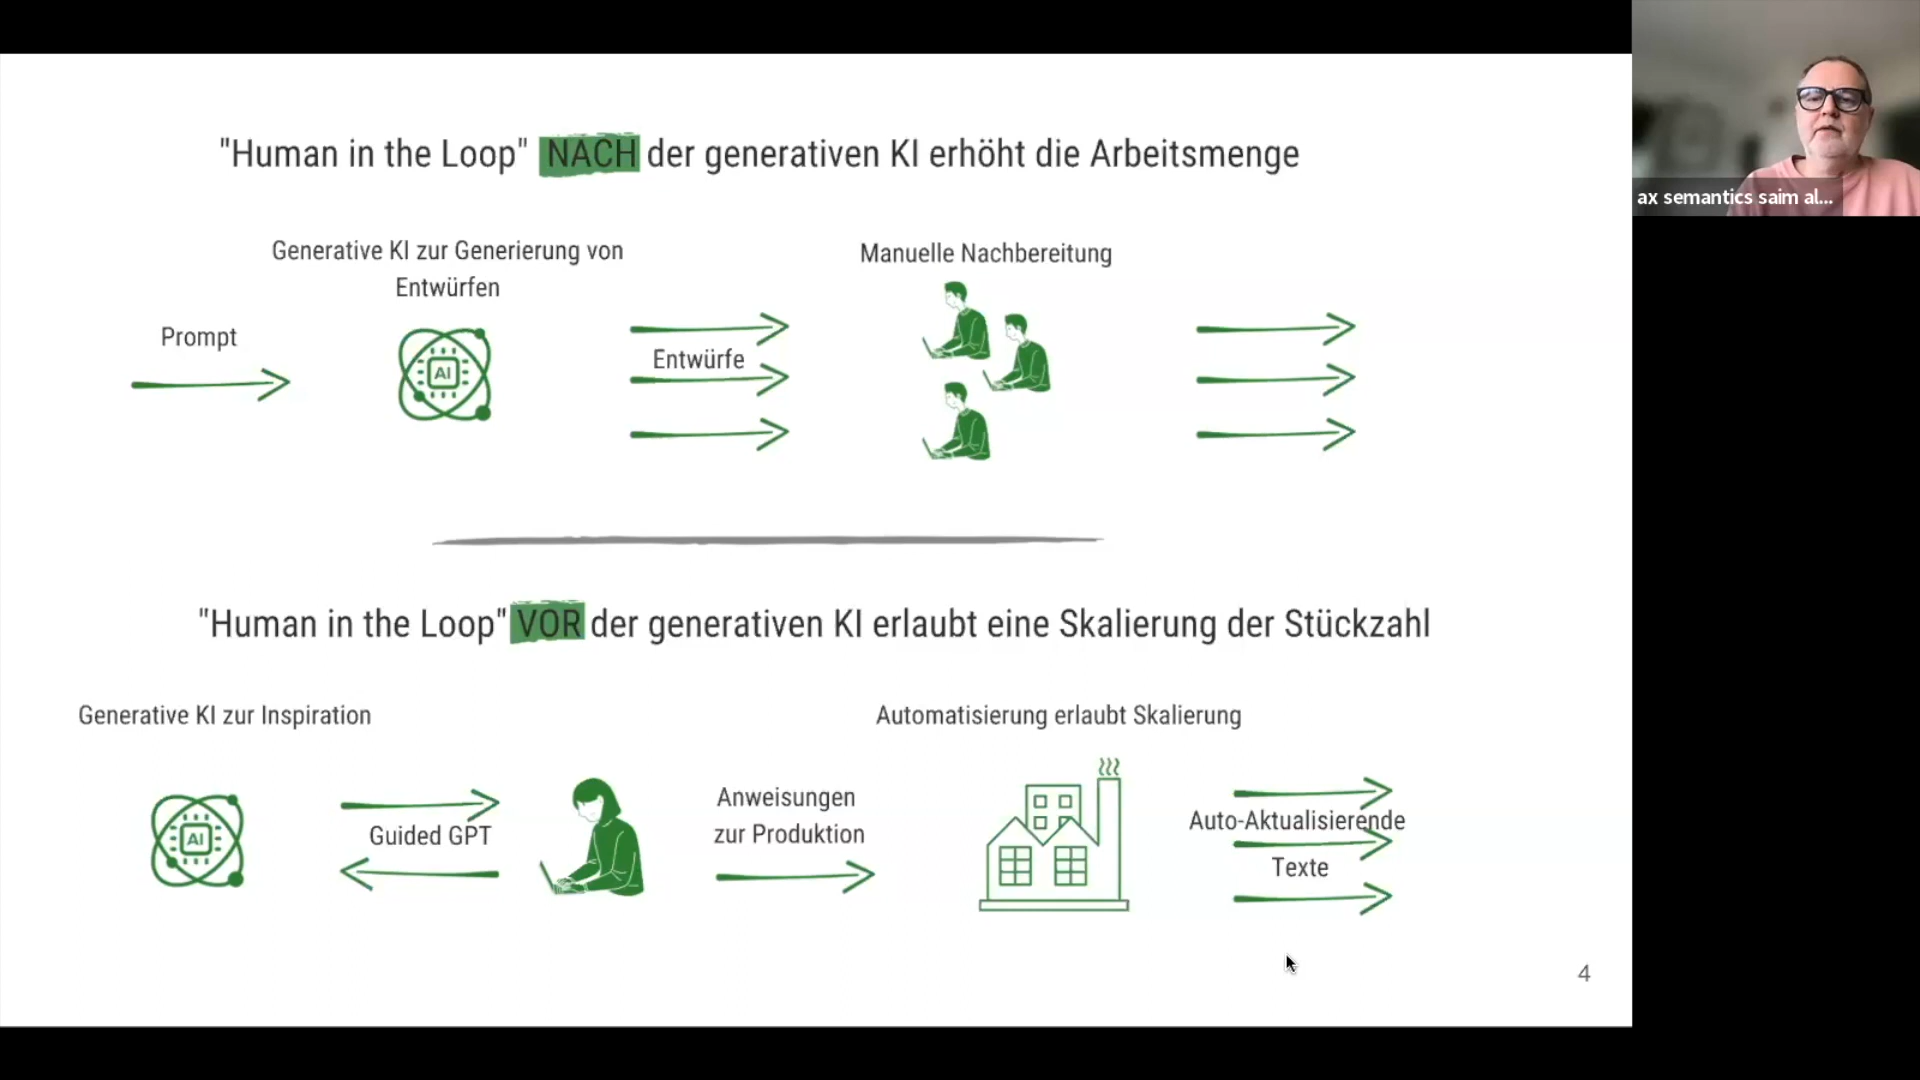 "Human in the Loop" NACH der generativen KI erhöht die Arbeitsmenge
Generative KI zur Generierung von
Entwürfen
Manuelle Nachbereitung
Prompt
AI
Entwürfe
"Human in the Loop" VOR der generativen KI erlaubt eine Skalierung der Stückzahl
Generative KI zur Inspiration
Automatisierung erlaubt Skalierung
AI
Guided GPT
Anweisungen
zur Produktion
Auto-Aktualisierende
Texte
4
ax semantics saim al...